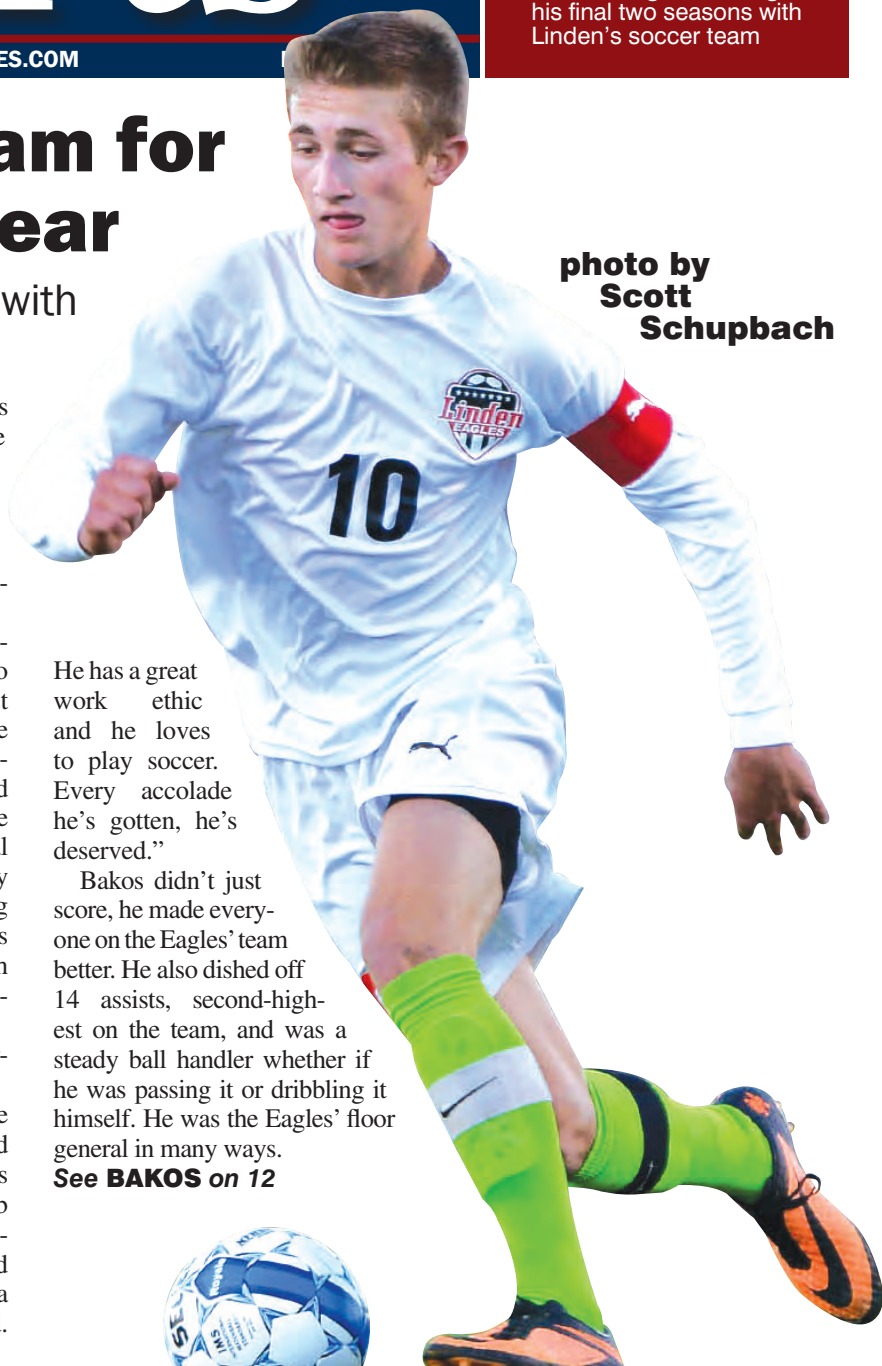 his final two seasons with
Linden’s soccer team
ES.COM
am for
ear
with
photo by
Scott
Schupbach
Linden
EAGLES
10
He has a great
work ethic
and he loves
to play soccer.
Every accolade
he’s gotten, he’s
deserved.”
Bakos didn’t just
score, he made every-
one on the Eagles’ team
better. He also dished off
14 assists, second-high-
est on the team, and was a
steady ball handler whether if
he was passing it or dribbling it
himself. He was the Eagles’ floor
general in many ways.
See BAKOS on 12
IMS